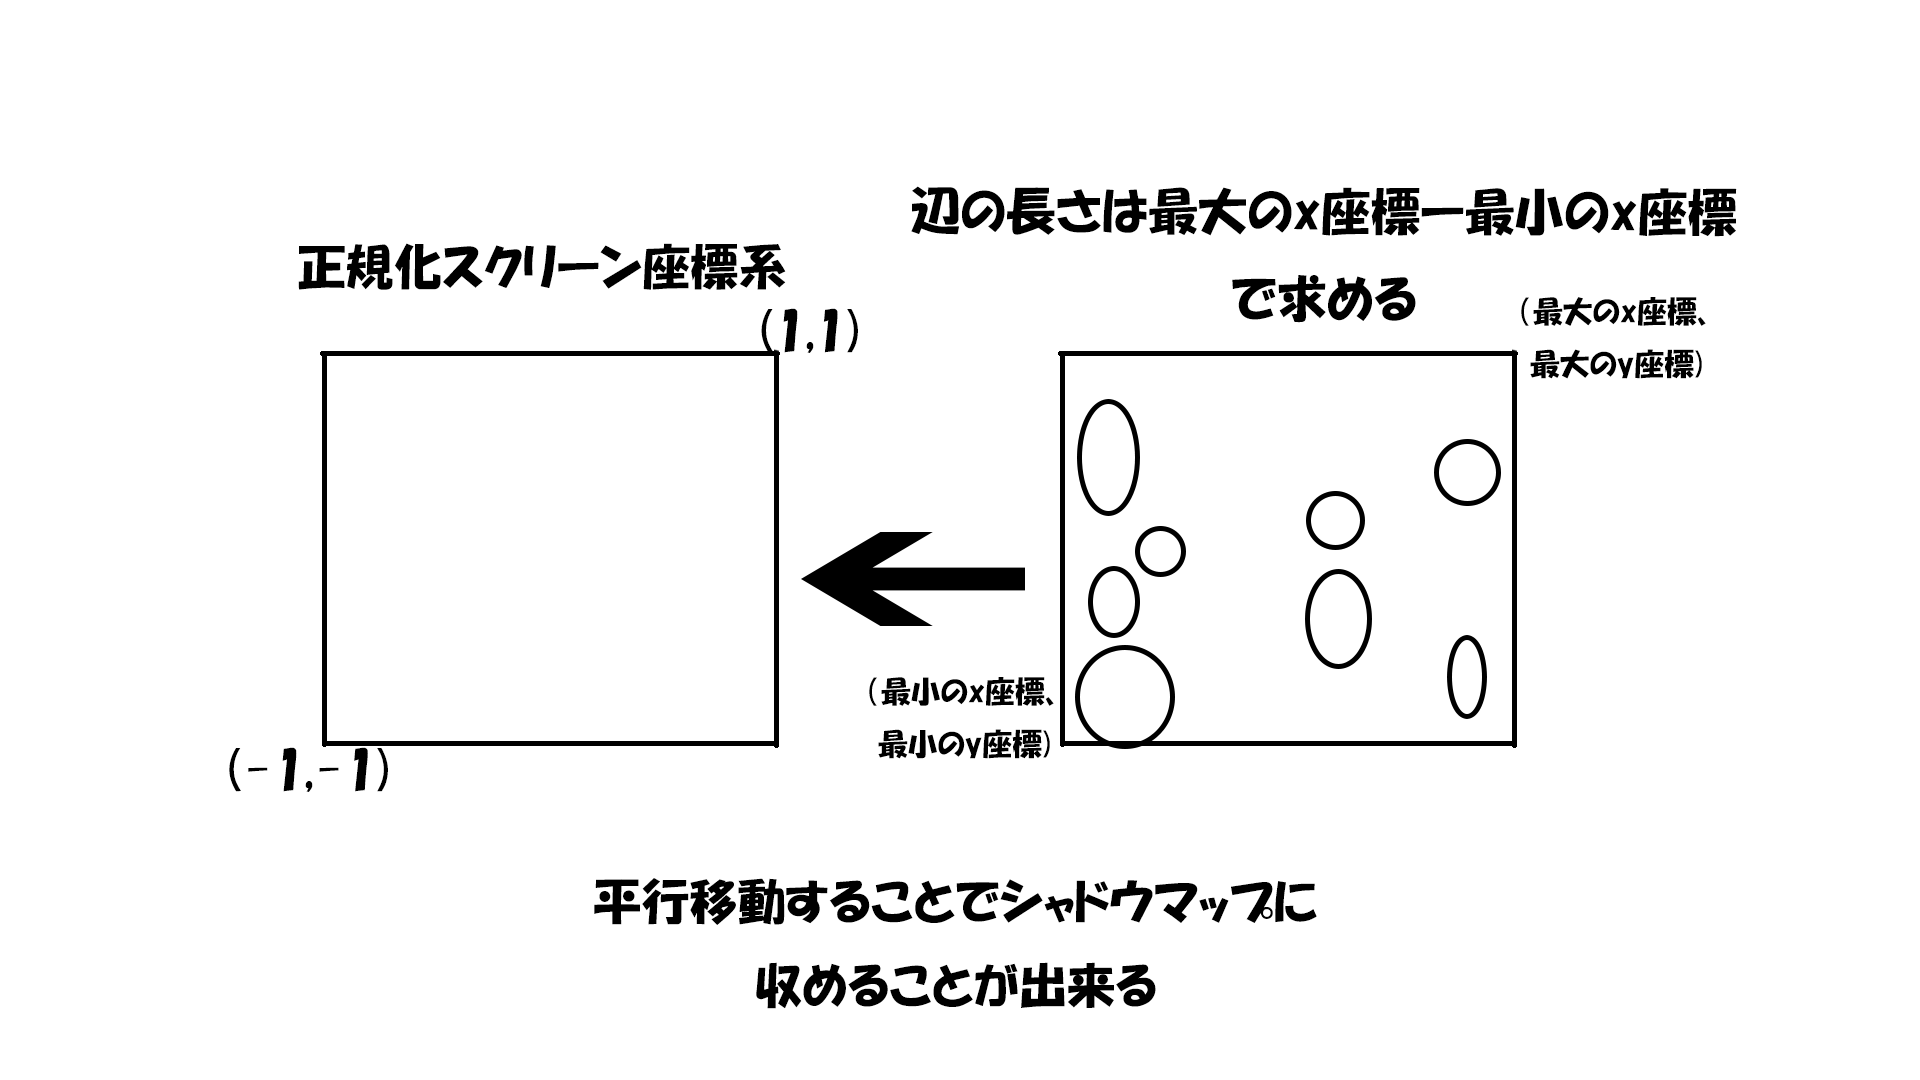 正規化スクリーン座標系
(1,1)
(-1,-1)
辺の長さは最大のx座標ー最小のx座標
で求める
(最大のx座標、
最大のy座標)
(最小のx座標、
最小のy座標)
平行移動することでシャドウマップに
収めることが出来る